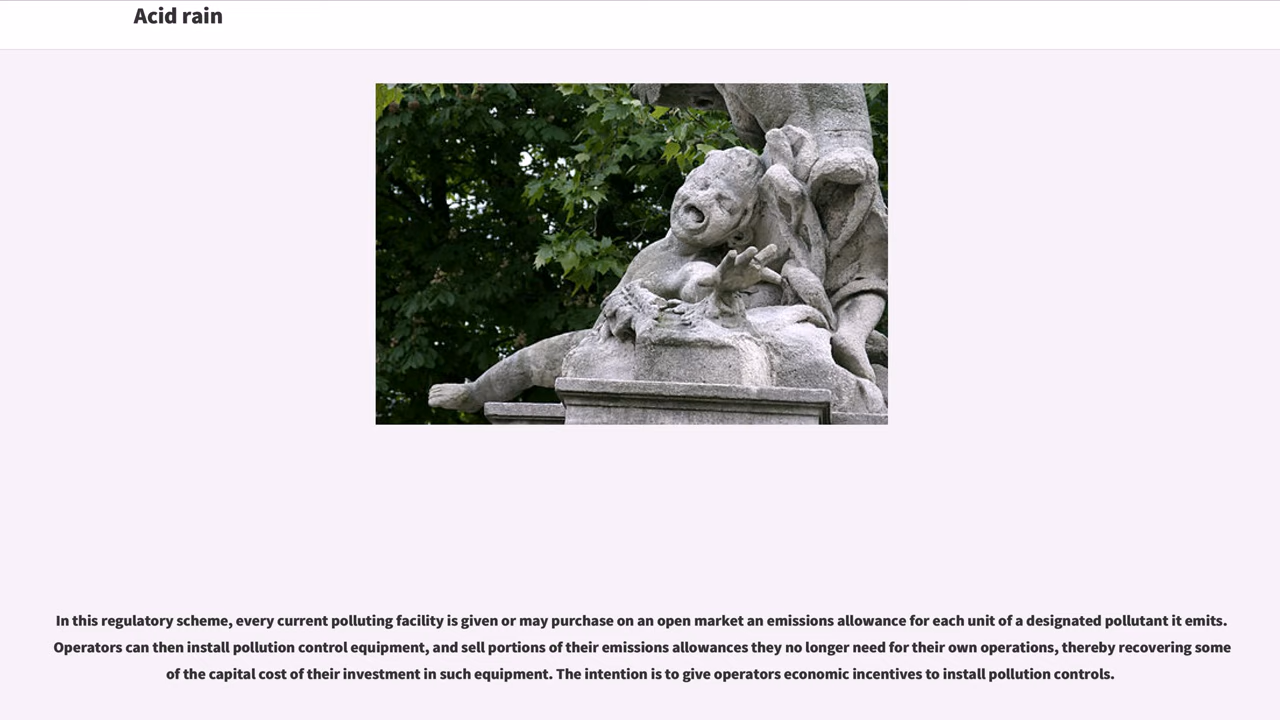 Acid rain
In this regulatory scheme, every current polluting facility is given or may purchase on an open market an emissions allowance for each unit of a designated pollutant it emits.
Operators can then install pollution control equipment, and sell portions of their emissions allowances they no longer need for their own operations, thereby recovering some
of the capital cost of their investment in such equipment. The intention is to give operators economic incentives to install pollution controls.